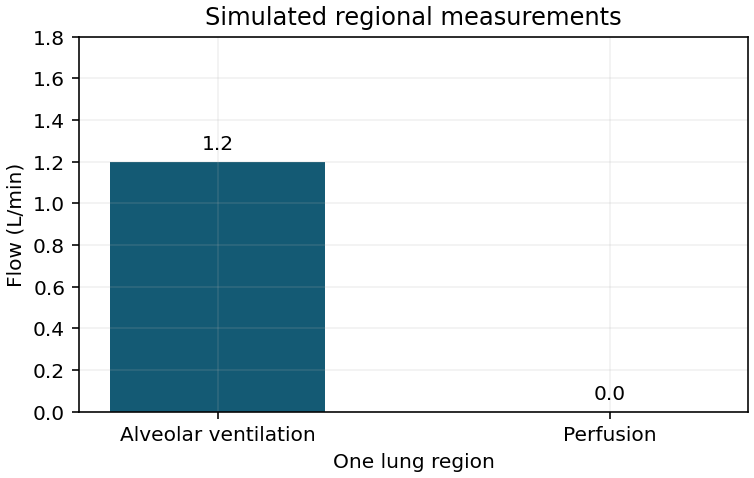 Simulated regional measurements
Flow (L/min)
1.8
1.6
1.4
1.2
1.0
0.8
0.6
0.4
0.2
0.0
1.2
0.0
Alveolar ventilation
Perfusion
One lung region